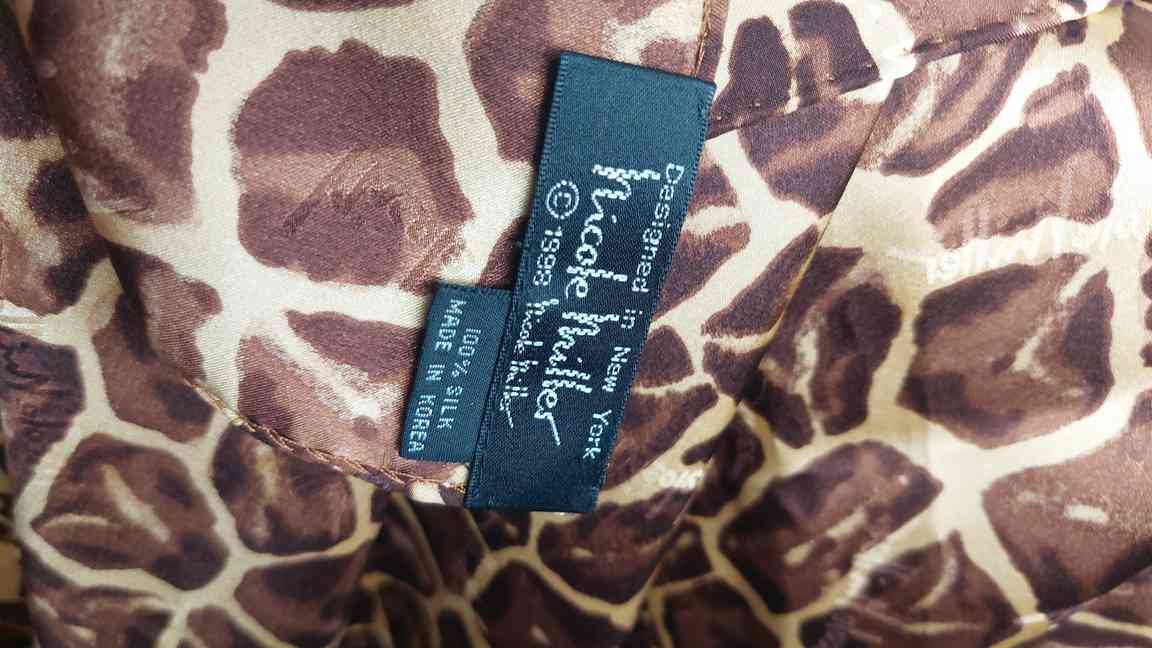 Designed in New York
Nicole Miller
© 1998 Nicole Miller
100% SILK
MADE IN KOREA